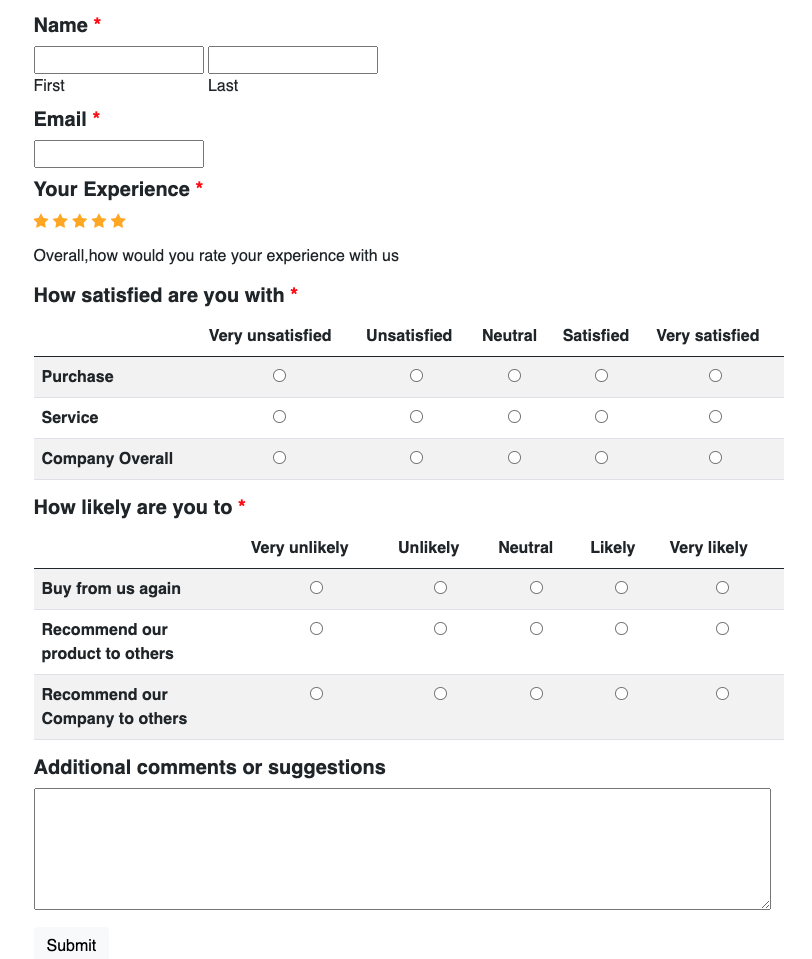 Name *
First Last
Email *
Your Experience *
Overall,how would you rate your experience with us
How satisfied are you with *
Very unsatisfied Unsatisfied Neutral Satisfied Very satisfied
Purchase
Service
Company Overall
How likely are you to *
Very unlikely Unlikely Neutral Likely Very likely
Buy from us again
Recommend our
product to others
Recommend our
Company to others
Additional comments or suggestions
Submit